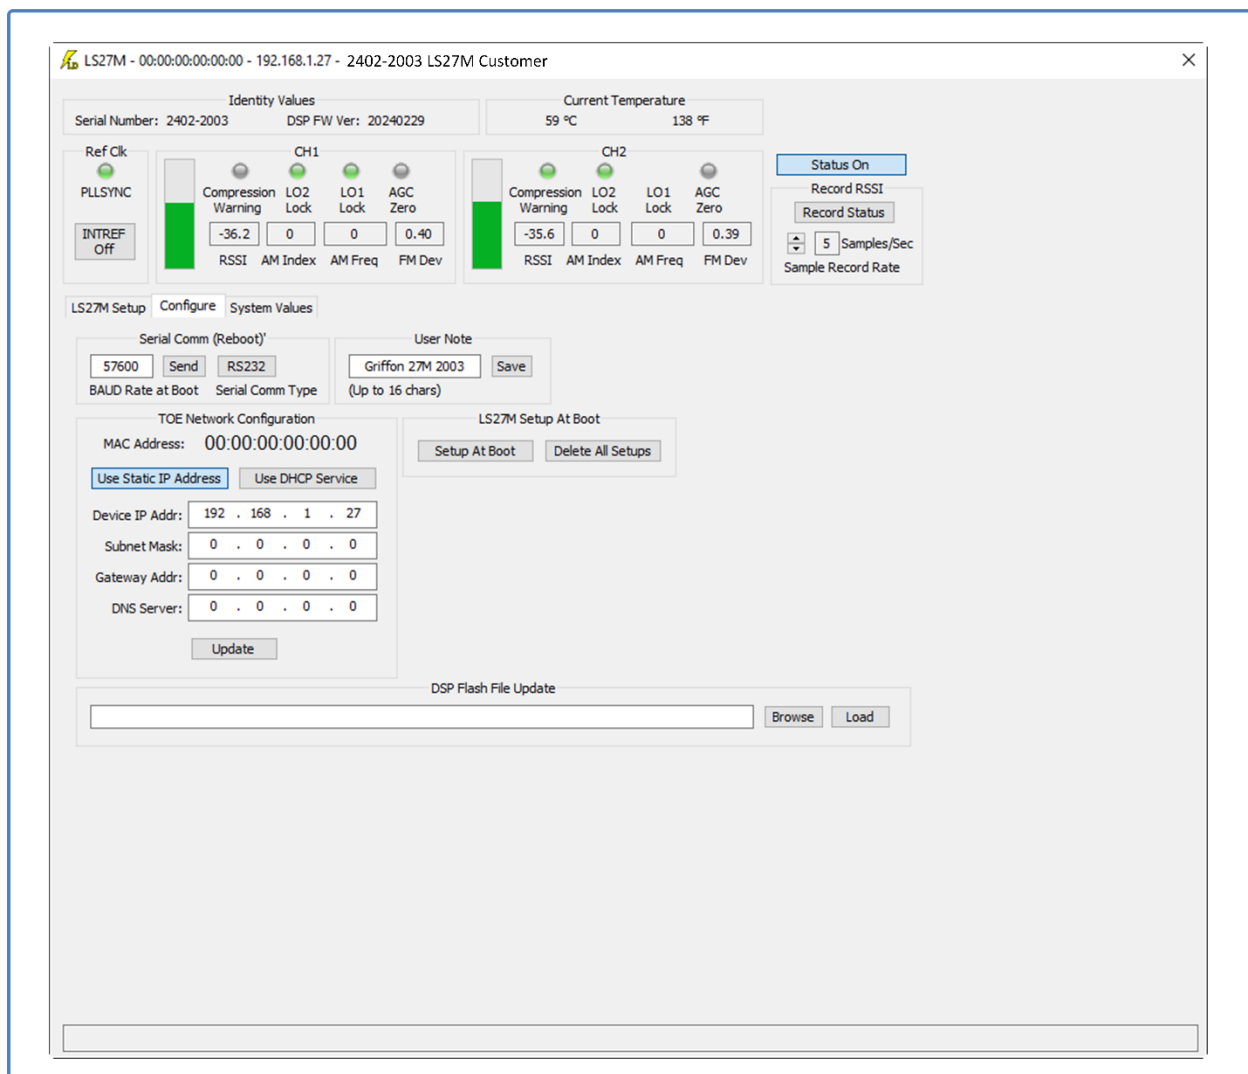 LS27M - 00:00:00:00:00:00 - 192.168.1.27 - 2402-2003 LS27M Customer
Identity Values
Serial Number: 2402-2003 DSP FW Ver: 20240229
Current Temperature
59 ºC 138 ºF
Ref Clk
PLLSYNC
INTREF
Off
CH1
Compression
Warning
LO2
Lock
LO1
Lock
AGC
Zero
-36.2 0 0 0.40
RSSI AM Index AM Freq FM Dev
CH2
Compression
Warning
LO2
Lock
LO1
Lock
AGC
Zero
-35.6 0 0 0.39
RSSI AM Index AM Freq FM Dev
Status On
Record RSSI
Record Status
5 Samples/Sec
Sample Record Rate
LS27M Setup Configure System Values
Serial Comm (Reboot)'
57600 Send RS232
BAUD Rate at Boot Serial Comm Type
User Note
Griffon 27M 2003 Save
(Up to 16 chars)
TOE Network Configuration
MAC Address: 00:00:00:00:00:00
Use Static IP Address Use DHCP Service
Device IP Addr: 192 . 168 . 1 . 27
Subnet Mask: 0 . 0 . 0 . 0
Gateway Addr: 0 . 0 . 0 . 0
DNS Server: 0 . 0 . 0 . 0
Update
LS27M Setup At Boot
Setup At Boot Delete All Setups
DSP Flash File Update
Browse Load